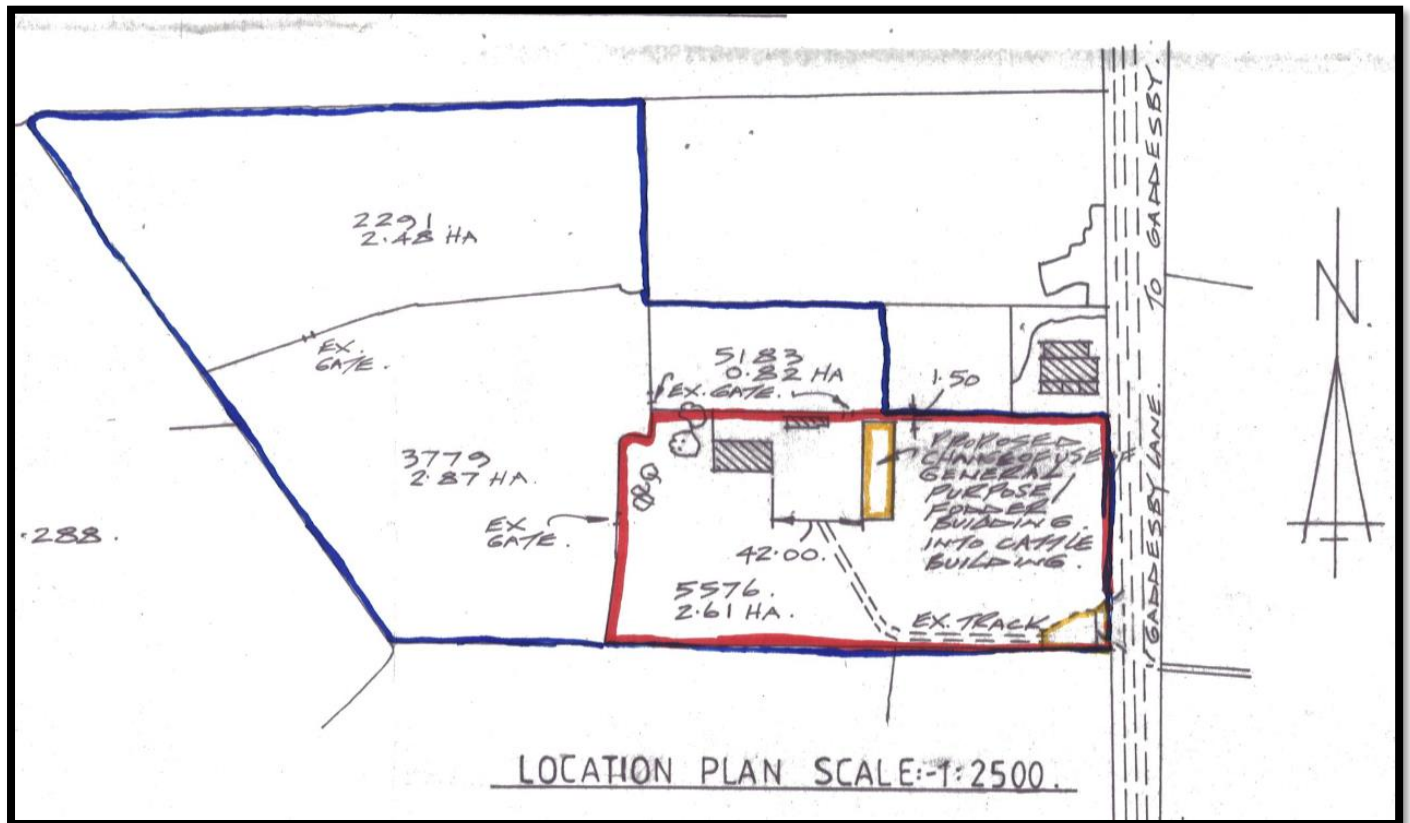 2291
2.48 HA
EX.
GATE.
5183
0.82 HA
EX. GATE.
1.50
3779
2.87 HA.
EX
GATE.
.288.
PROPOSED
CHANGE OF USE OF
GENERAL
PURPOSE/
FODDER
BUILDING.
INTO CATTLE
BUILDING.
42.00.
5576.
2.61 HA.
EX. TRACK
GADDESBY LANE. TO GADDESBY.
N.
LOCATION PLAN SCALE:-1:2500.